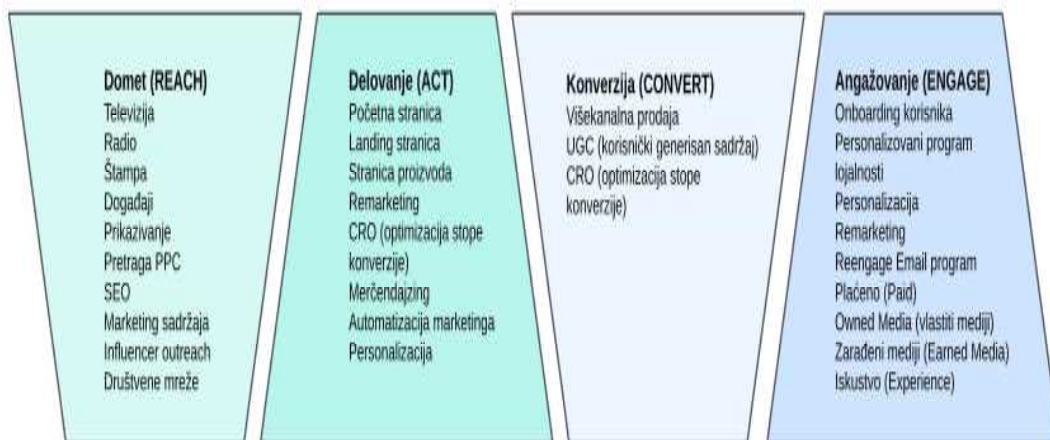 Domet (REACH)
Televizija
Radio
Štampa
Događaji
Prikazivanje
Pretraga PPC
SEO
Marketing sadržaja
Influencer outreach
Društvene mreže
Delovanje (ACT)
Početna stranica
Landing stranica
Stranica proizvoda
Remarketing
CRO (optimizacija stope
konverzije)
Merčendajzing
Automatizacija marketinga
Personalizacija
Konverzija (CONVERT)
Višekanalna prodaja
UGC (korisnički generisan sadržaj)
CRO (optimizacija stope
konverzije)
Angažovanje (ENGAGE)
Onboarding korisnika
Personalizovani program
lojalnosti
Personalizacija
Remarketing
Reengage Email program
Plaćeno (Paid)
Owned Media (vlastiti mediji)
Zarađeni mediji (Earned Media)
Iskustvo (Experience)